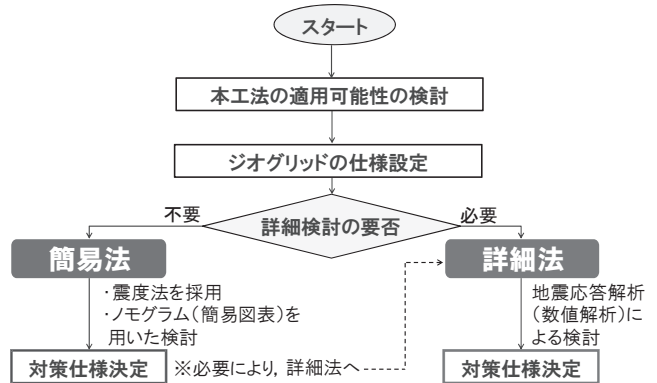 スタート
本工法の適用可能性の検討
ジオグリッドの仕様設定
詳細検討の要否
不要
必要
簡易法
詳細法
・震度法を採用
・ノモグラム(簡易図表)を
用いた検討
地震応答解析
(数値解析)に
よる検討
対策仕様決定
※必要により, 詳細法へ
対策仕様決定